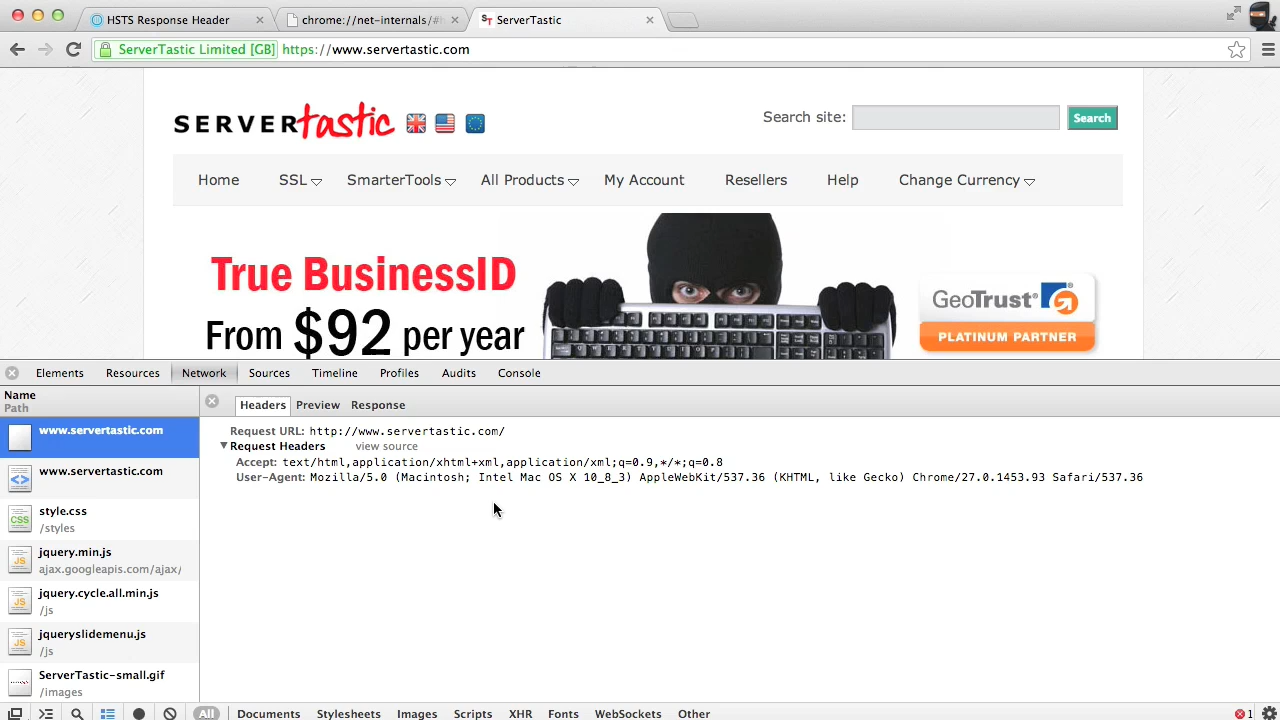 HSTS Response Header
chrome://net-internals/#h
ServerTastic
ServerTastic Limited [GB] https://www.servertastic.com
SERVERtastic
Search site:
Search
Home SSL SmarterTools All Products My Account Resellers Help Change Currency
True BusinessID
From $92 per year
GeoTrust®
PLATINUM PARTNER
Elements Resources Network Sources Timeline Profiles Audits Console
Name
Path
Headers Preview Response
www.servertastic.com
Request URL: http://www.servertastic.com/
Request Headers view source
Accept: text/html,application/xhtml+xml,application/xml;q=0.9,*/*;q=0.8
User-Agent: Mozilla/5.0 (Macintosh; Intel Mac OS X 10_8_3) AppleWebKit/537.36 (KHTML, like Gecko) Chrome/27.0.1453.93 Safari/537.36
www.servertastic.com
style.css
/styles
jquery.min.js
ajax.googleapis.com/ajax/
jquery.cycle.all.min.js
/js
jqueryslidemenu.js
/js
ServerTastic-small.gif
/images
All Documents Stylesheets Images Scripts XHR Fonts WebSockets Other
1